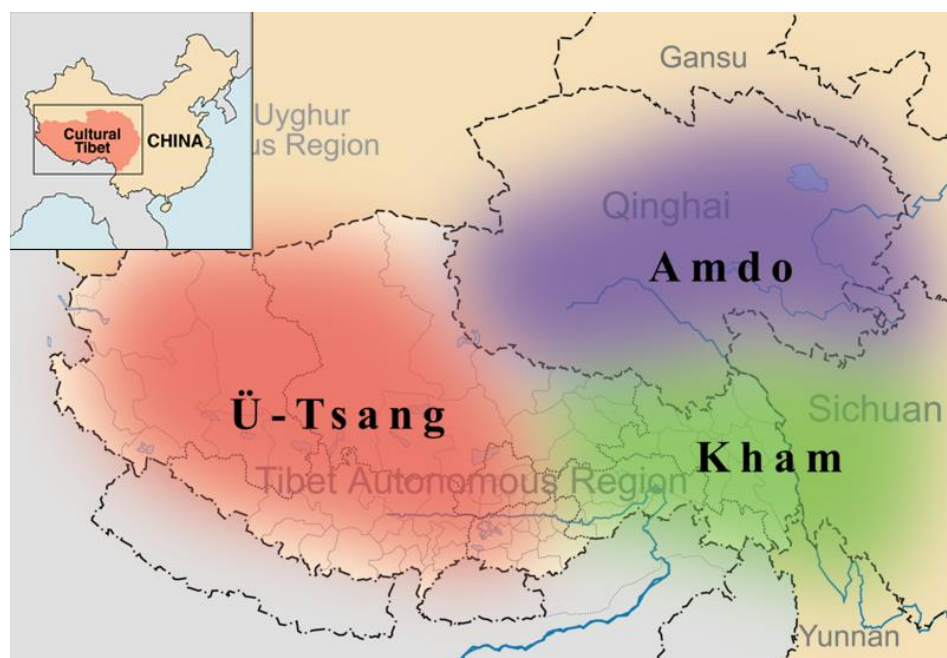 Cultural
Tibet
CHINA
Uyghur
us Region
Gansu
Qinghai
Amdo
Ü-Tsang
Sichuan
Kham
Tibet Autonomous Region
Yunnan